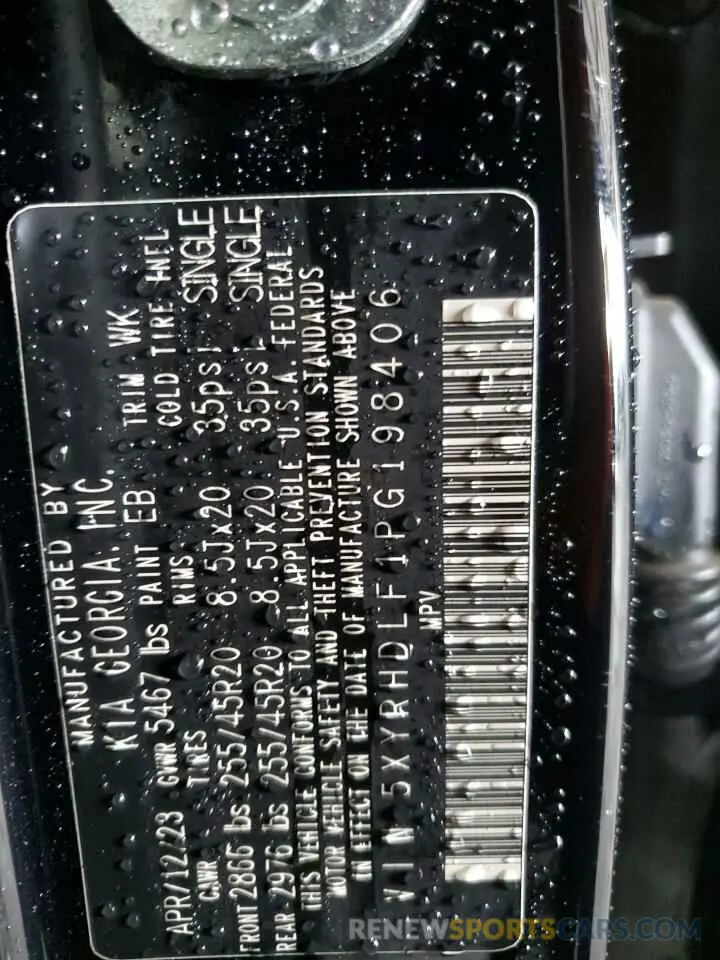 MANUFACTURED BY
KIA GEORGIA, INC.
APR/12/23 GVWR 5467 lbs PAINT EB TRIM WK
GAWR TIRES RIMS COLD TIRE INFL
FRONT 2866 lbs 255/45R20 8.5Jx20 35psi SINGLE
REAR 2976 lbs 255/45R20 8.5Jx20 35psi SINGLE
THIS VEHICLE CONFORMS TO ALL APPLICABLE U.S.A FEDERAL
MOTOR VEHICLE SAFETY AND THEFT PREVENTION STANDARDS
IN EFFECT ON THE DATE OF MANUFACTURE SHOWN ABOVE
VIN 5XYRHDLF1PG198406
MPV
RENEWSPORTSCARS.COM